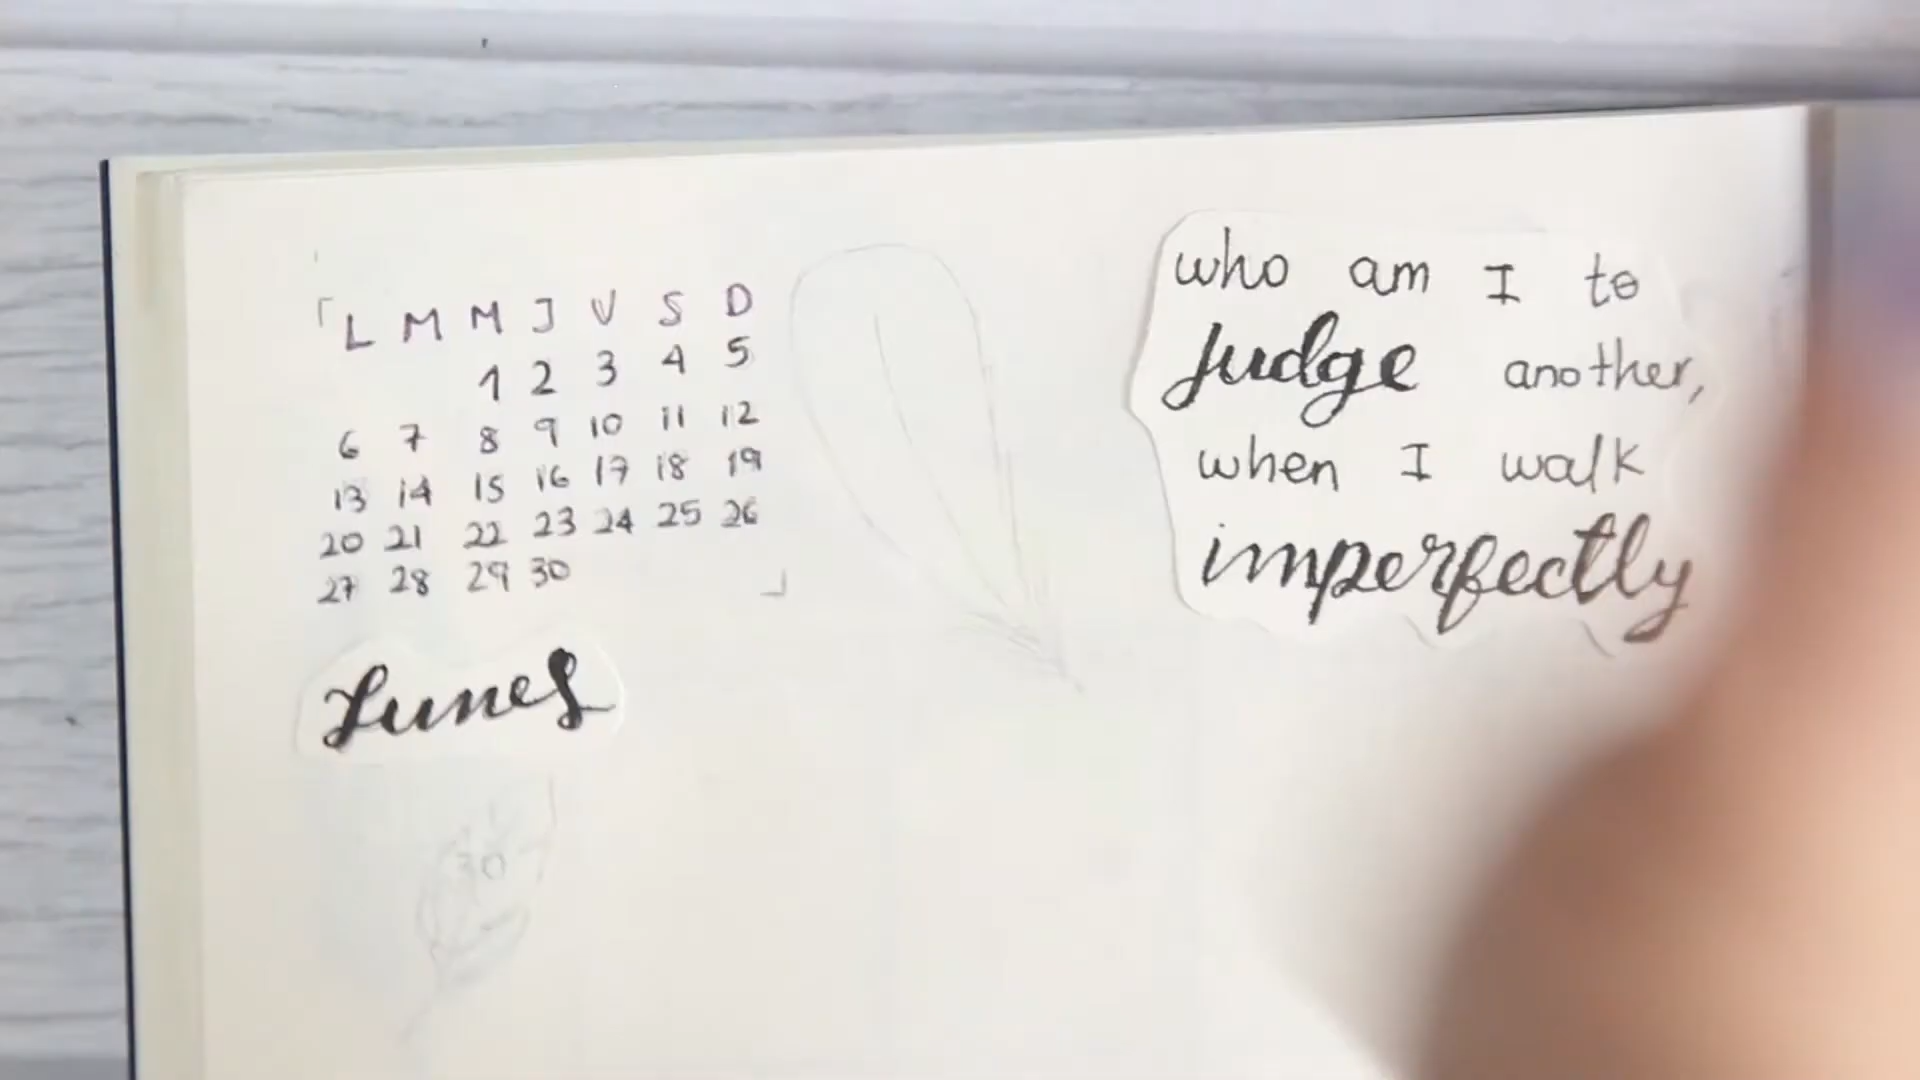 L M M J V S D
1 2 3 4 5
6 7 8 9 10 11 12
13 14 15 16 17 18 19
20 21 22 23 24 25 26
27 28 29 30
Lunes
30
who am I to
judge another,
when I walk
imperfectly